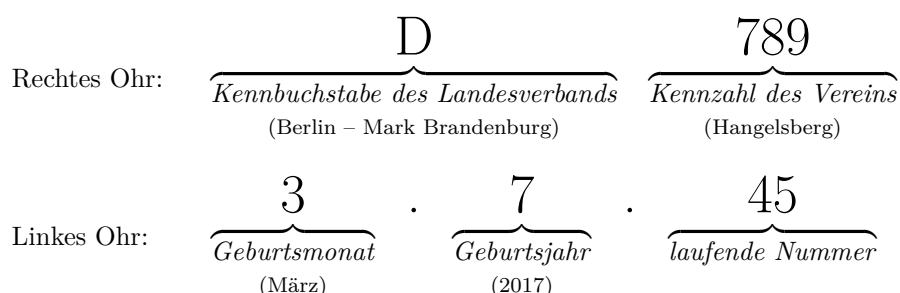 D 789
Rechtes Ohr:
Kennbuchstabe des Landesverbands Kennzahl des Vereins
(Berlin – Mark Brandenburg) (Hangelsberg)
3 . 7 . 45
Linkes Ohr:
Geburtsmonat Geburtsjahr laufende Nummer
(März) (2017)